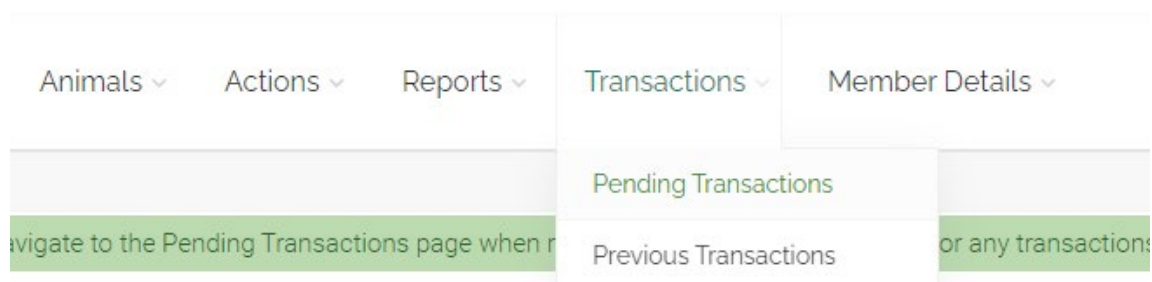 Animals Actions Reports Transactions Member Details
Pending Transactions
to the Pending Transactions page when or any transactions
Previous Transactions